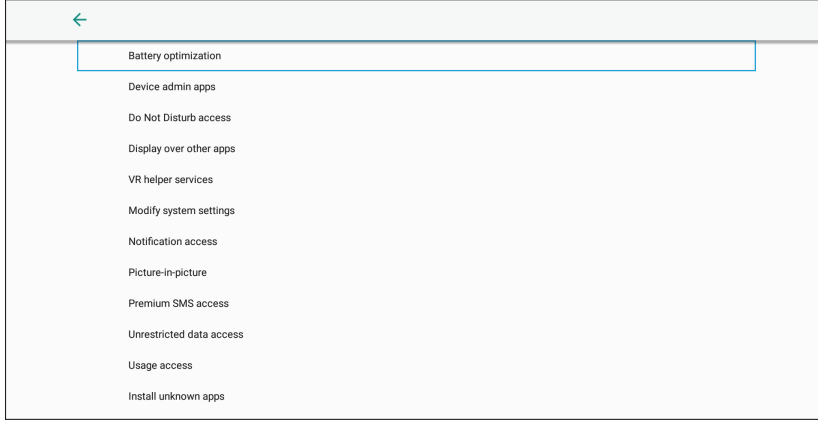 Battery optimization
Device admin apps
Do Not Disturb access
Display over other apps
VR helper services
Modify system settings
Notification access
Picture-in-picture
Premium SMS access
Unrestricted data access
Usage access
Install unknown apps